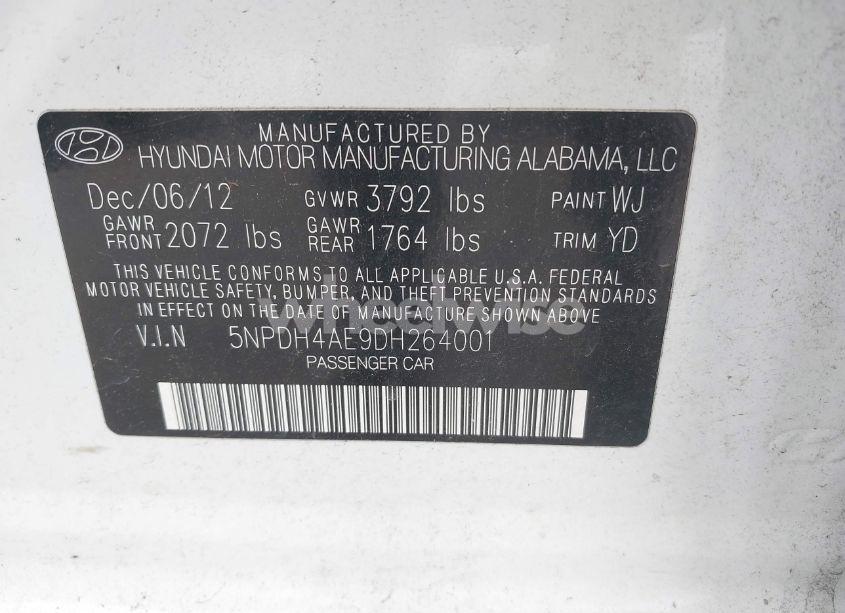 MANUFACTURED BY
HYUNDAI MOTOR MANUFACTURING ALABAMA, LLC
Dec/06/12 GVWR 3792 lbs PAINT WJ
GAWR FRONT 2072 lbs GAWR REAR 1764 lbs TRIM YD
THIS VEHICLE CONFORMS TO ALL APPLICABLE U.S.A. FEDERAL
MOTOR VEHICLE SAFETY, BUMPER, AND THEFT PREVENTION STANDARDS
IN EFFECT ON THE DATE OF MANUFACTURE SHOWN ABOVE
wheelwise
V.I.N 5NPDH4AE9DH264001
PASSENGER CAR